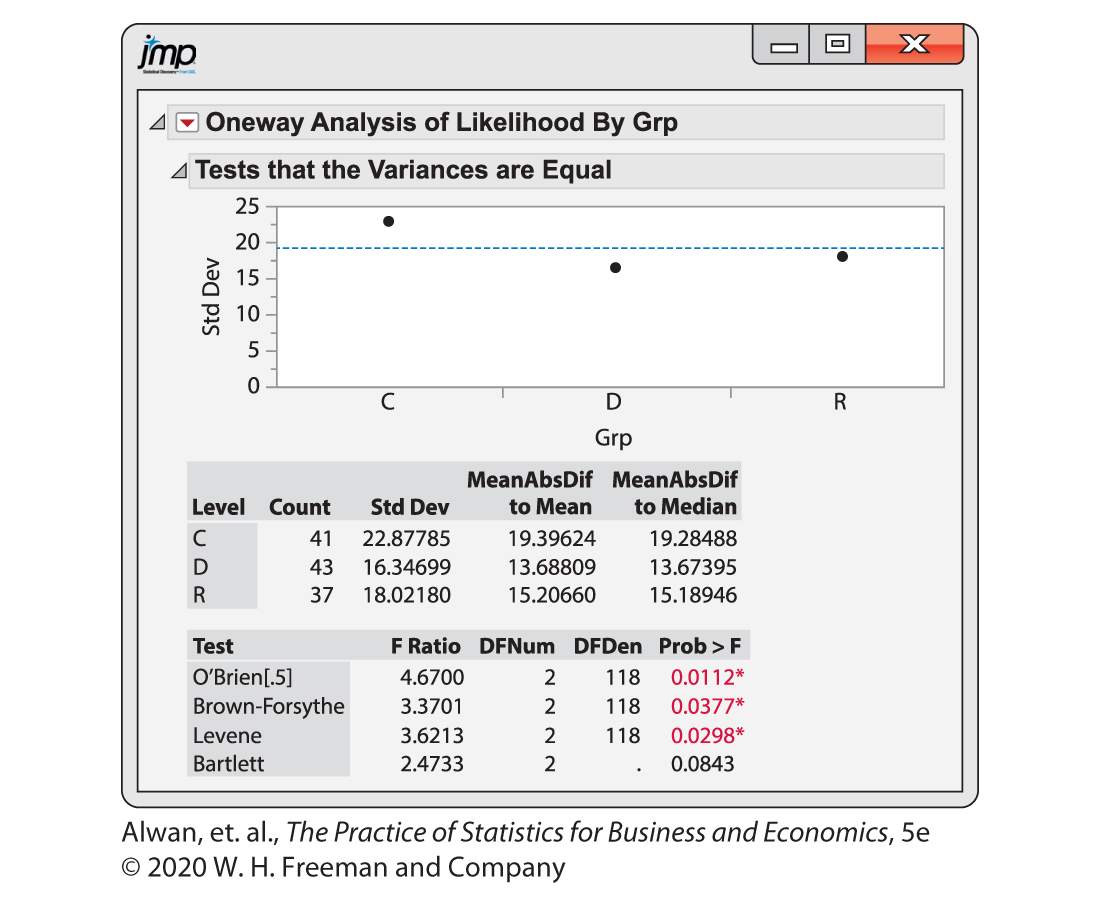 jmp
Statistical Discovery™ From SAS.
Oneway Analysis of Likelihood By Grp
Tests that the Variances are Equal
25
20
15
10
5
0
Std Dev
C D R
Grp
Level Count Std Dev MeanAbsDif to Mean MeanAbsDif to Median
C 41 22.87785 19.39624 19.28488
D 43 16.34699 13.68809 13.67395
R 37 18.02180 15.20660 15.18946
Test F Ratio DFNum DFDen Prob > F
O’Brien[.5] 4.6700 2 118 0.0112*
Brown-Forsythe 3.3701 2 118 0.0377*
Levene 3.6213 2 118 0.0298*
Bartlett 2.4733 2 . 0.0843
Alwan, et. al., The Practice of Statistics for Business and Economics, 5e
© 2020 W. H. Freeman and Company